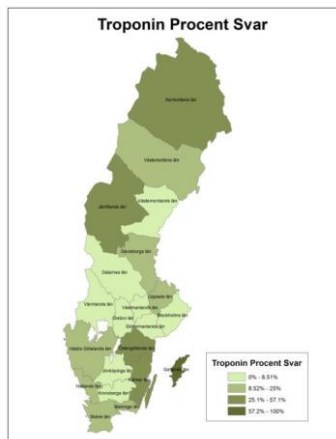 Troponin Procent Svar
Norrbottens län
Västerbottens län
Jämtlands län
Västernorrlands län
Gävleborgs län
Dalarnas län
Uppsala län
Värmlands län
Västmanlands län
Örebro län
Stockholms län
Södermanlands län
Östergötlands län
Västra Götalands län
Jönköpings län
Gotlands län
Kalmar län
Hallands län
Kronobergs län
Blekinge län
Skåne län
Troponin Procent Svar
0% - 8.51%
8.52% - 25%
25.1% - 57.1%
57.2% - 100%